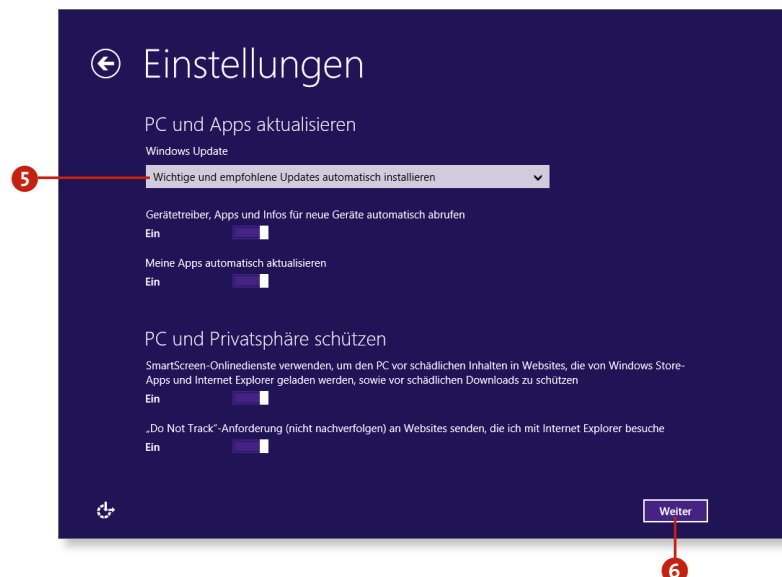 Einstellungen
PC und Apps aktualisieren
Windows Update
5
Wichtige und empfohlene Updates automatisch installieren
Gerätetreiber, Apps und Infos für neue Geräte automatisch abrufen
Ein
Meine Apps automatisch aktualisieren
Ein
PC und Privatsphäre schützen
SmartScreen-Onlinedienste verwenden, um den PC vor schädlichen Inhalten in Websites, die von Windows Store-
Apps und Internet Explorer geladen werden, sowie vor schädlichen Downloads zu schützen
Ein
„Do Not Track“-Anforderung (nicht nachverfolgen) an Websites senden, die ich mit Internet Explorer besuche
Ein
Weiter
6